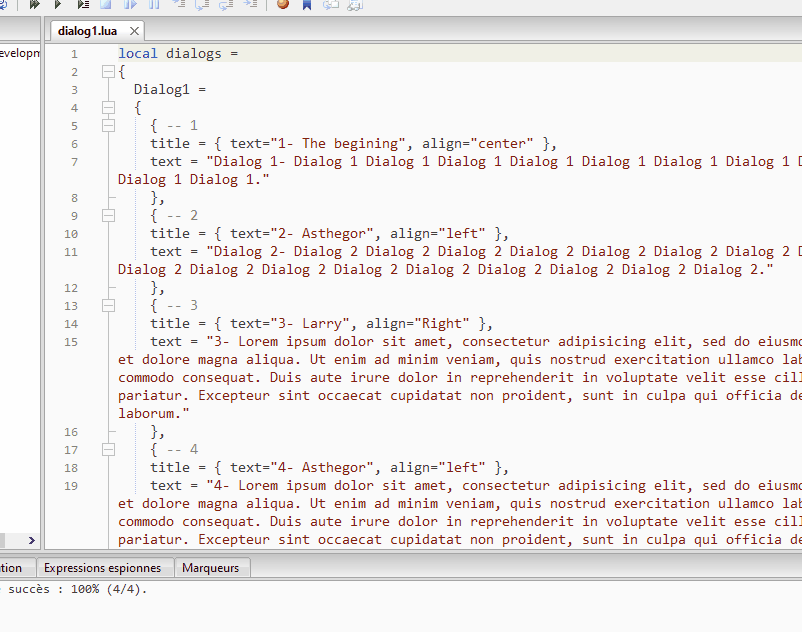 dialog1.lua
1 local dialogs =
2 {
3 Dialog1 =
4 {
5 { -- 1
6 title = { text="1- The begining", align="center" },
7 text = "Dialog 1- Dialog 1 Dialog 1 Dialog 1 Dialog 1 Dialog 1 Dialog 1 Dialog 1
Dialog 1 Dialog 1."
8 },
9 { -- 2
10 title = { text="2- Asthegor", align="left" },
11 text = "Dialog 2- Dialog 2 Dialog 2 Dialog 2 Dialog 2 Dialog 2 Dialog 2 Dialog 2
Dialog 2 Dialog 2 Dialog 2 Dialog 2 Dialog 2 Dialog 2 Dialog 2 Dialog 2 Dialog 2."
12 },
13 { -- 3
14 title = { text="3- Larry", align="Right" },
15 text = "3- Lorem ipsum dolor sit amet, consectetur adipisicing elit, sed do eiusmo
et dolore magna aliqua. Ut enim ad minim veniam, quis nostrud exercitation ullamco lab
commodo consequat. Duis aute irure dolor in reprehenderit in voluptate velit esse cill
pariatur. Excepteur sint occaecat cupidatat non proident, sunt in culpa qui officia de
laborum."
16 },
17 { -- 4
18 title = { text="4- Asthegor", align="left" },
19 text = "4- Lorem ipsum dolor sit amet, consectetur adipisicing elit, sed do eiusmo
et dolore magna aliqua. Ut enim ad minim veniam, quis nostrud exercitation ullamco lab
commodo consequat. Duis aute irure dolor in reprehenderit in voluptate velit esse cill
pariatur. Excepteur sint occaecat cupidatat non proident, sunt in culpa qui officia de
evelopm
tion Expressions espionnes Marqueurs
succès : 100% (4/4).